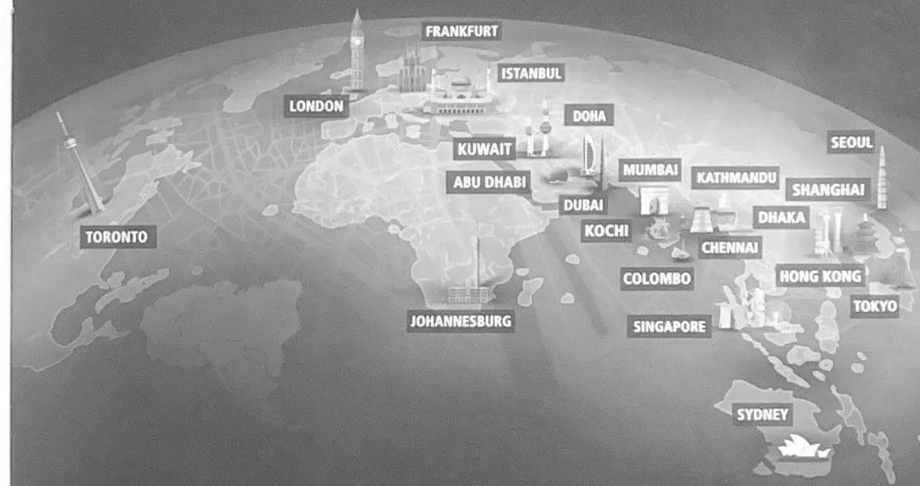 FRANKFURT
ISTANBUL
LONDON
DOHA
KUWAIT
SEOUL
MUMBAI
KATHMANDU
ABU DHABI
SHANGHAI
DUBAI
DHAKA
KOCHI
TORONTO
CHENNAI
COLOMBO
HONG KONG
TOKYO
JOHANNESBURG
SINGAPORE
SYDNEY